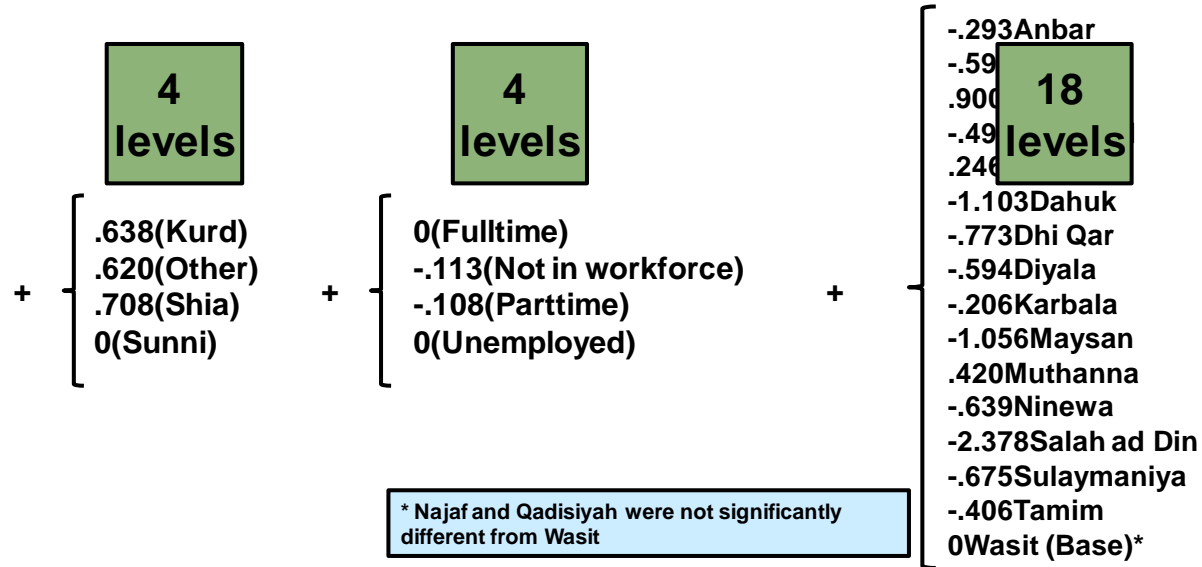 4
levels
+
.638(Kurd)
.620(Other)
.708(Shia)
0(Sunni)
4
levels
+
0(Fulltime)
-.113(Not in workforce)
-.108(Parttime)
0(Unemployed)
18
levels
+
-.293Anbar
-.59
.900
-.49
.246
-1.103Dahuk
-.773Dhi Qar
-.594Diyala
-.206Karbala
-1.056Maysan
.420Muthanna
-.639Ninewa
-2.378Salah ad Din
-.675Sulaymaniya
-.406Tamim
0Wasit (Base)*
* Najaf and Qadisiyah were not significantly
different from Wasit